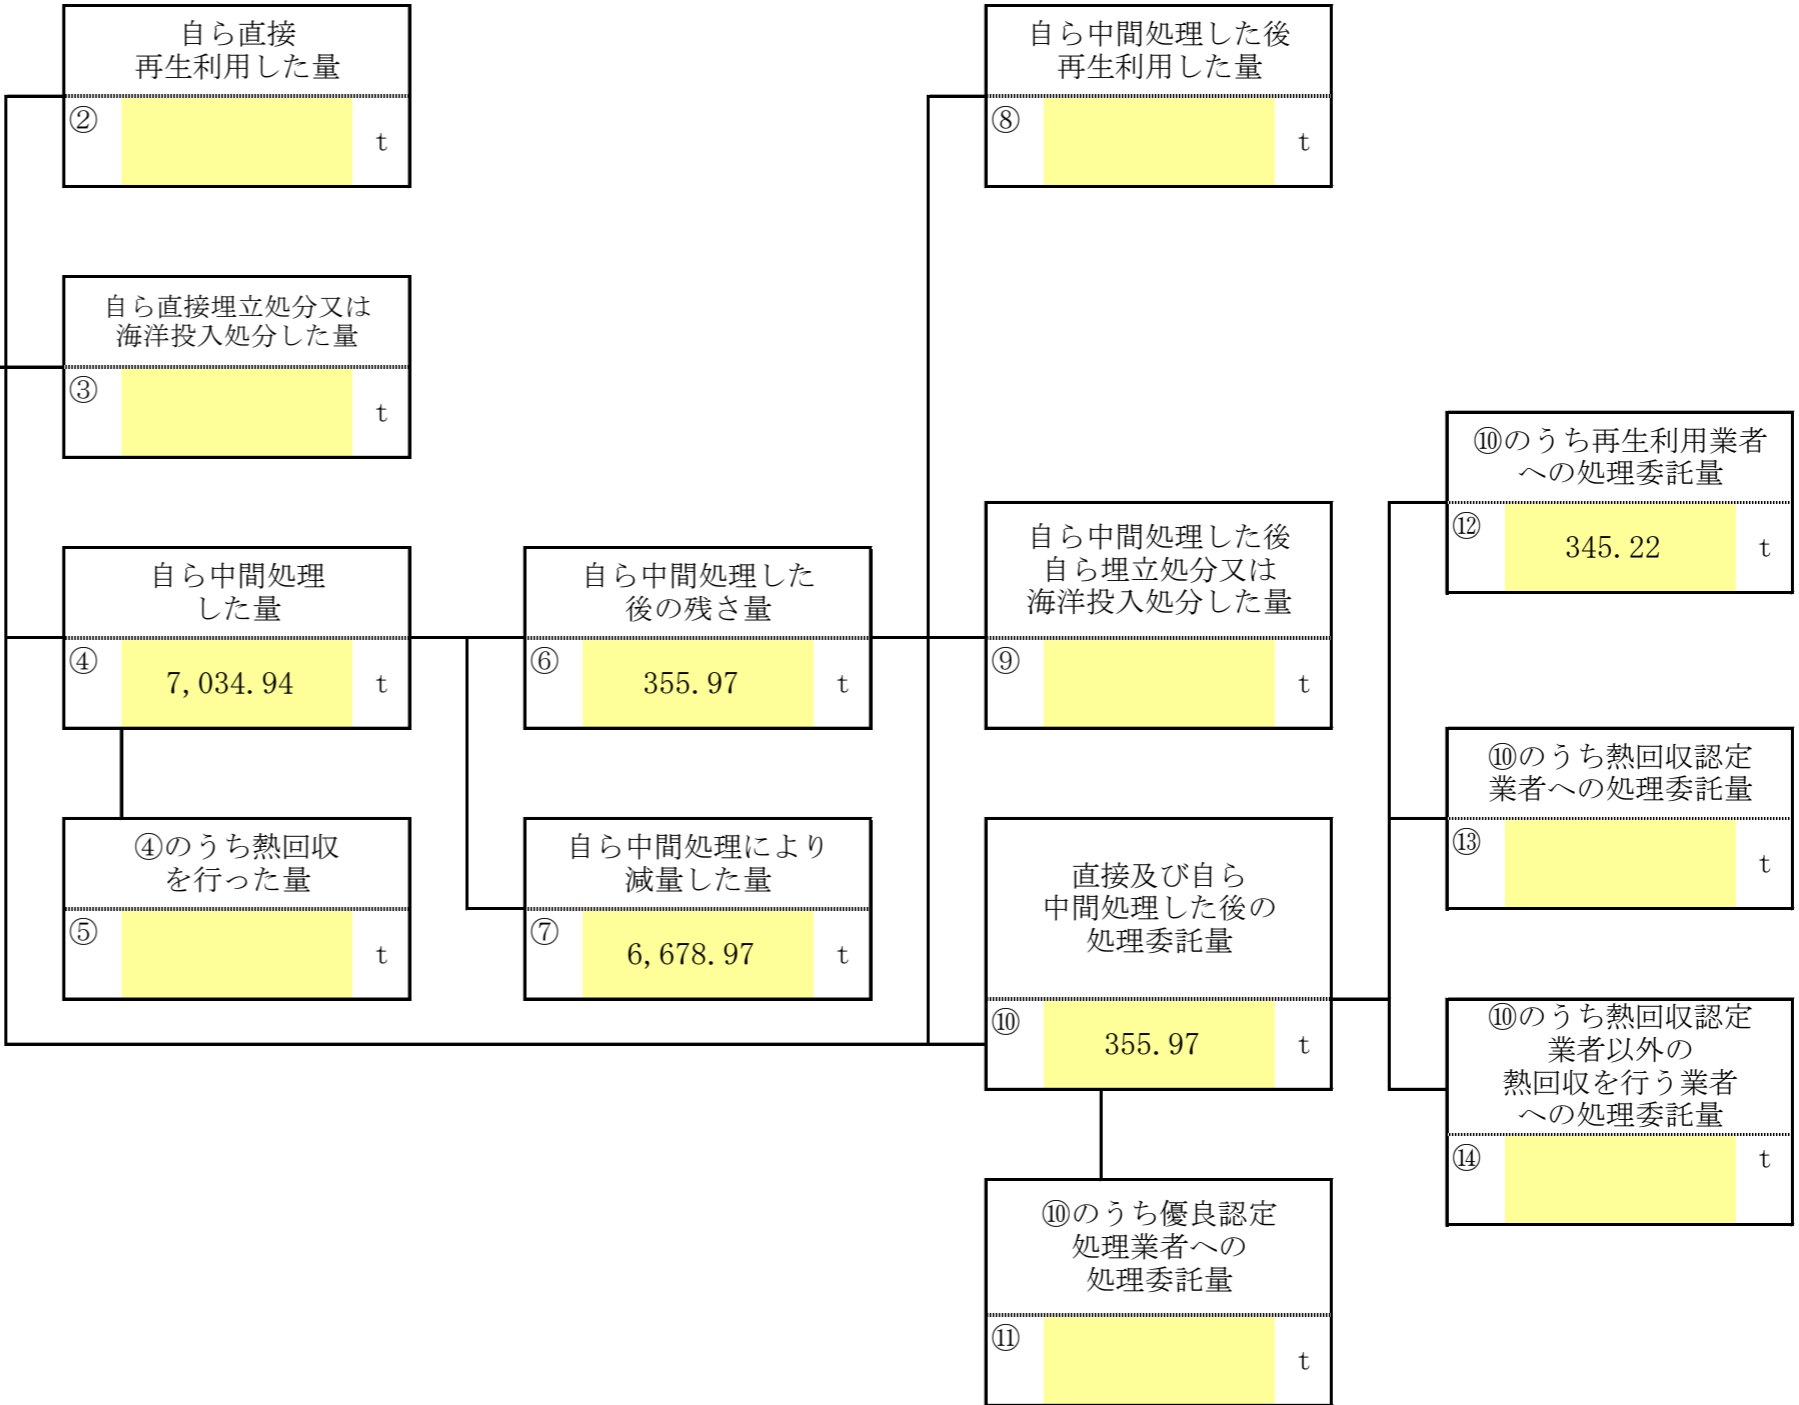 自ら直接
再生利用した量
②
t
自ら中間処理した後
再生利用した量
⑧
t
自ら直接埋立処分又は
海洋投入処分した量
③
t
自ら中間処理
した量
④
7,034.94
t
自ら中間処理した
後の残さ量
⑥
355.97
t
自ら中間処理した後
自ら埋立処分又は
海洋投入処分した量
⑨
t
⑩のうち再生利用業者
への処理委託量
⑫
345.22
t
④のうち熱回収
を行った量
⑤
t
自ら中間処理により
減量した量
⑦
6,678.97
t
直接及び自ら
中間処理した後の
処理委託量
⑩
355.97
t
⑩のうち熱回収認定
業者への処理委託量
⑬
t
⑩のうち熱回収認定
業者以外の
熱回収を行う業者
への処理委託量
⑭
t
⑩のうち優良認定
処理業者への
処理委託量
⑪
t